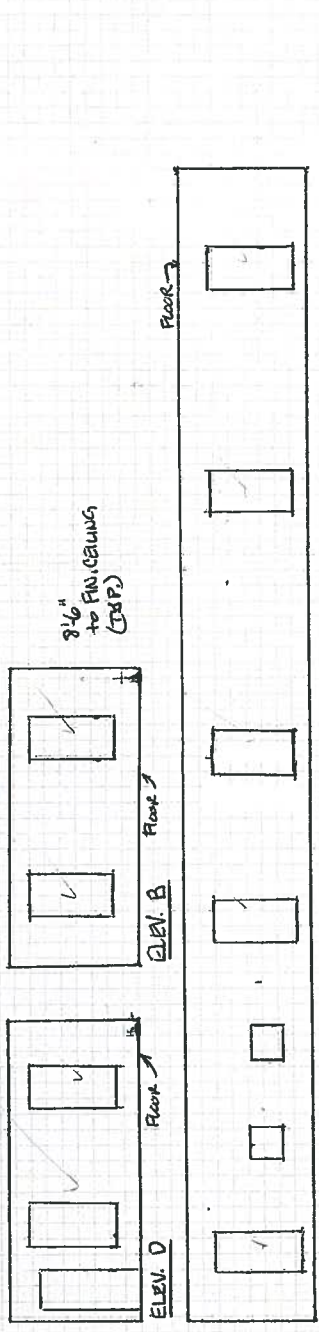 ELEV. D
FLOOR
ELEV. B
FLOOR
8'6"
to FIN. CEILING
(TYP.)
FLOOR